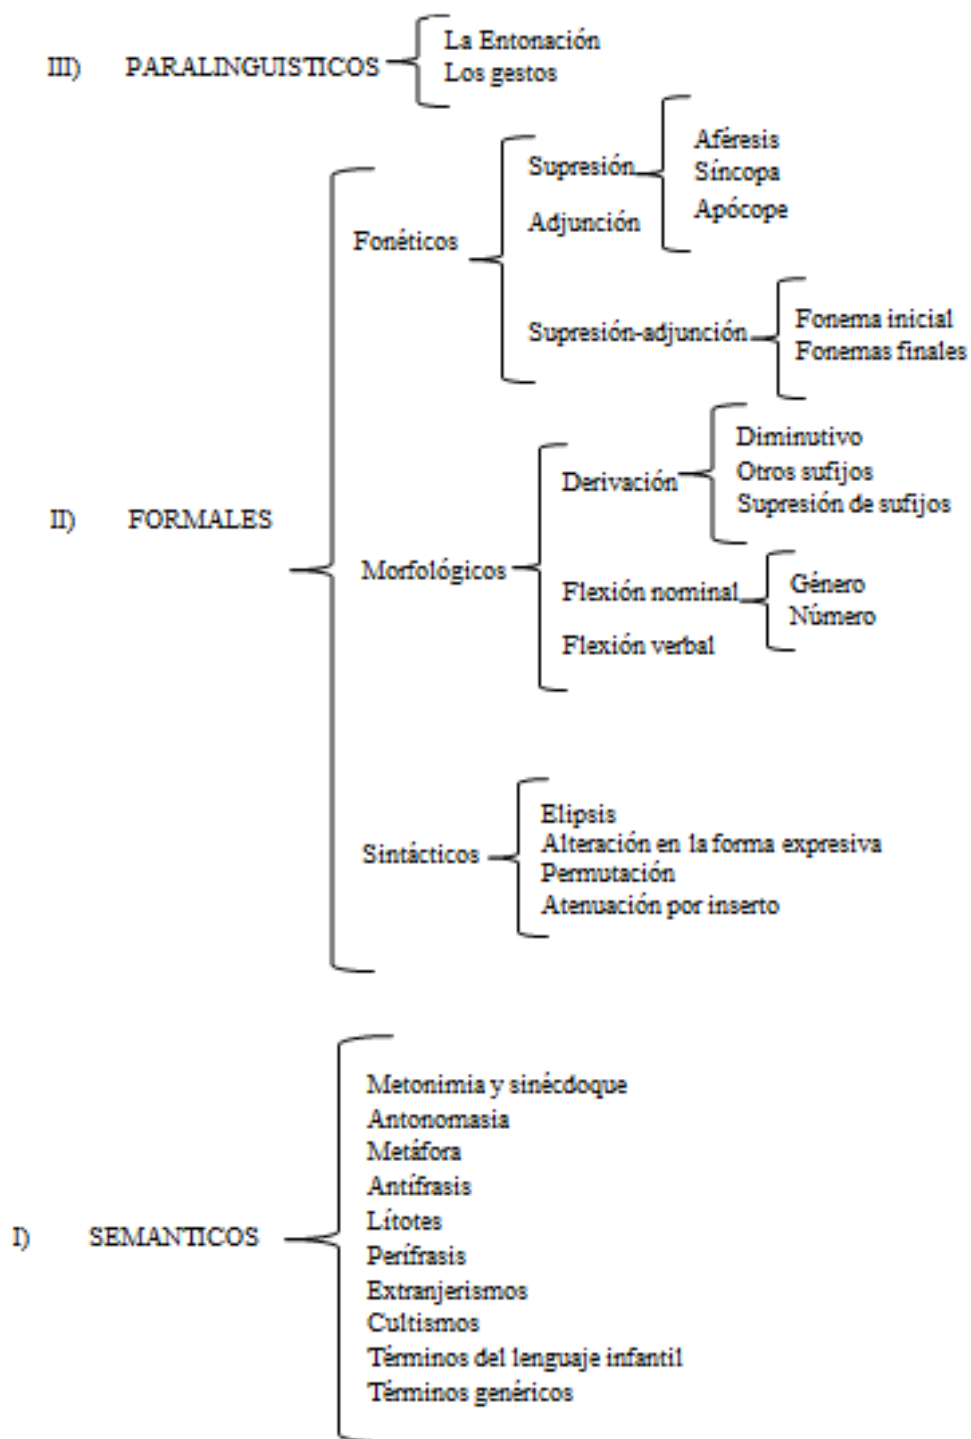 III) PARALINGUISTICOS
La Entonación
Los gestos
II) FORMALES
Fonéticos
Supresión
Aféresis
Síncopa
Apócope
Adjunción
Supresión-adjunción
Fonema inicial
Fonemas finales
Morfológicos
Derivación
Diminutivo
Otros sufijos
Supresión de sufijos
Flexión nominal
Género
Número
Flexión verbal
Sintácticos
Elipsis
Alteración en la forma expresiva
Permutación
Atenuación por inserto
I) SEMANTICOS
Metonimia y sinécdoque
Antonomasia
Metáfora
Antífrasis
Lítotes
Perífrasis
Extranjerismos
Cultismos
Términos del lenguaje infantil
Términos genéricos